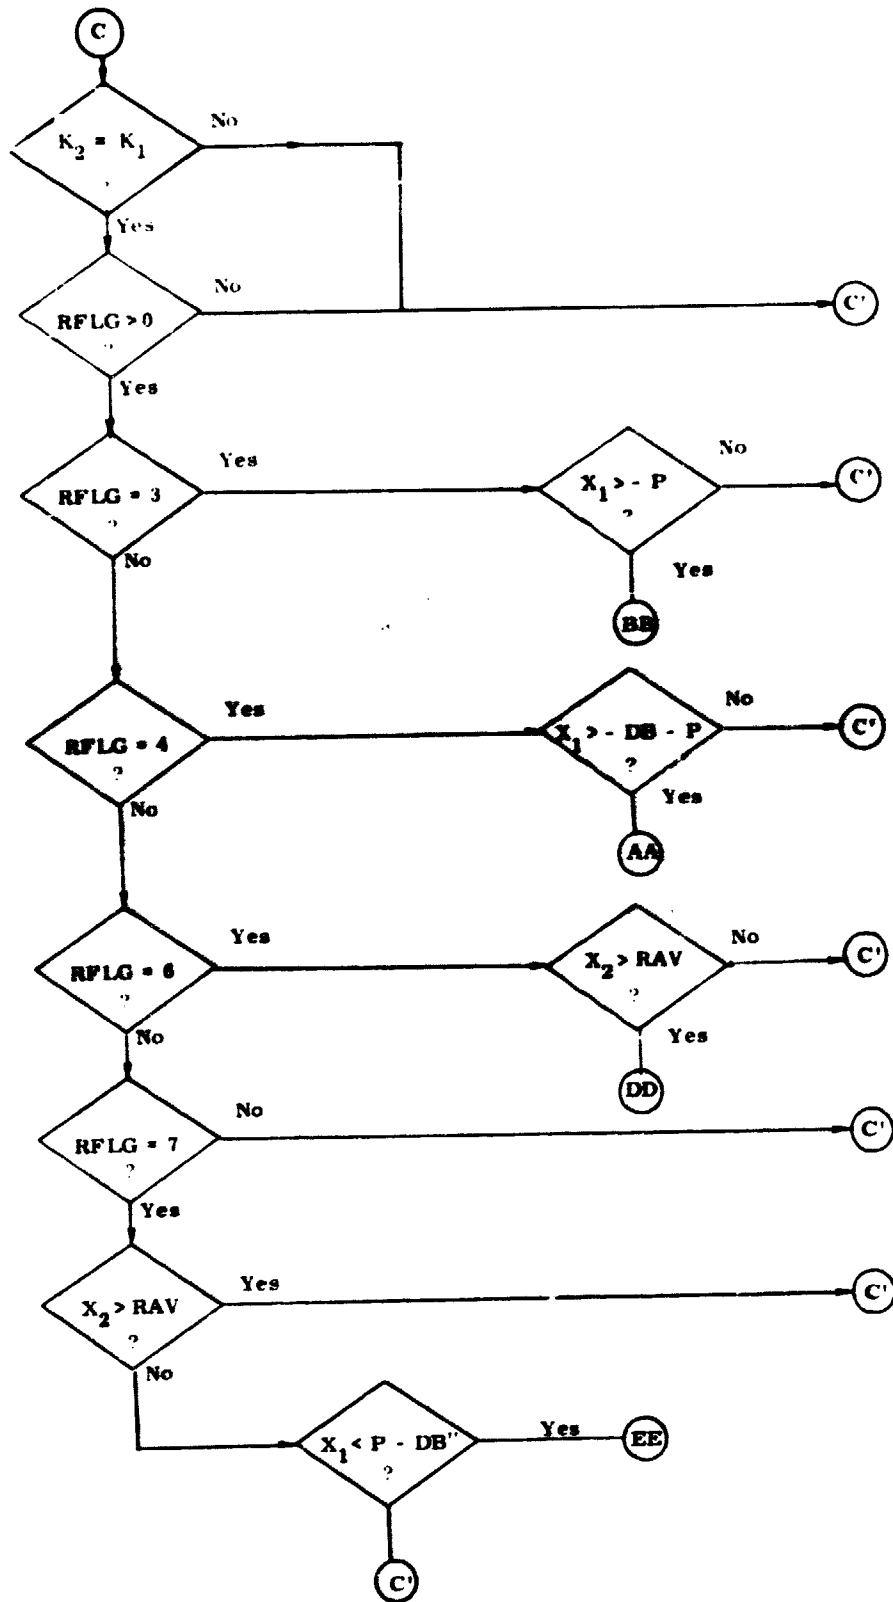 C
K2 = K1
?
No
Yes
RFLG > 0
?
No
C'
Yes
RFLG = 3
?
Yes
X1 > - P
?
No
C'
Yes
BB
No
RFLG = 4
?
Yes
X1 > - DB - P
?
No
C'
Yes
AA
No
RFLG = 6
?
Yes
X2 > RAV
?
No
C'
Yes
DD
No
RFLG = 7
?
No
C'
Yes
X2 > RAV
?
Yes
C'
No
X1 < P - DB"
?
Yes
EE
C'